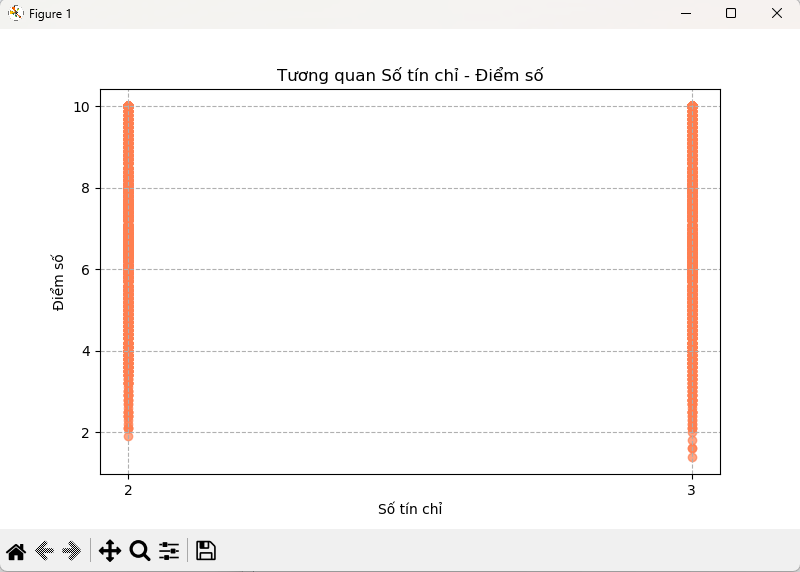 Figure 1
Tương quan Số tín chỉ - Điểm số
10
8
6
4
2
Điểm số
2 3
Số tín chỉ